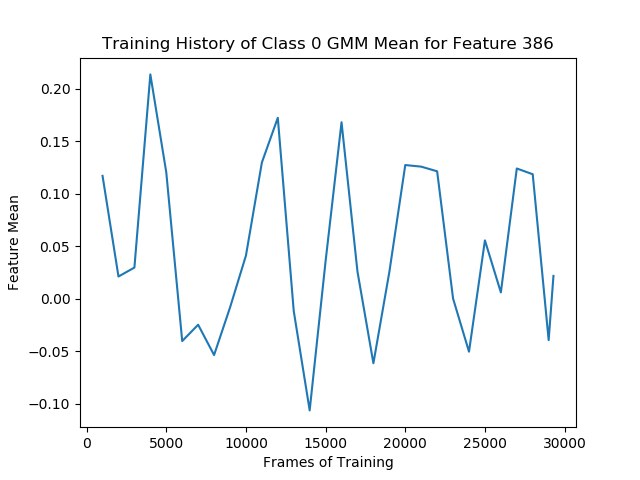 Training History of Class 0 GMM Mean for Feature 386
0.20
0.15
0.10
0.05
0.00
−0.05
−0.10
Feature Mean
0 5000 10000 15000 20000 25000 30000
Frames of Training